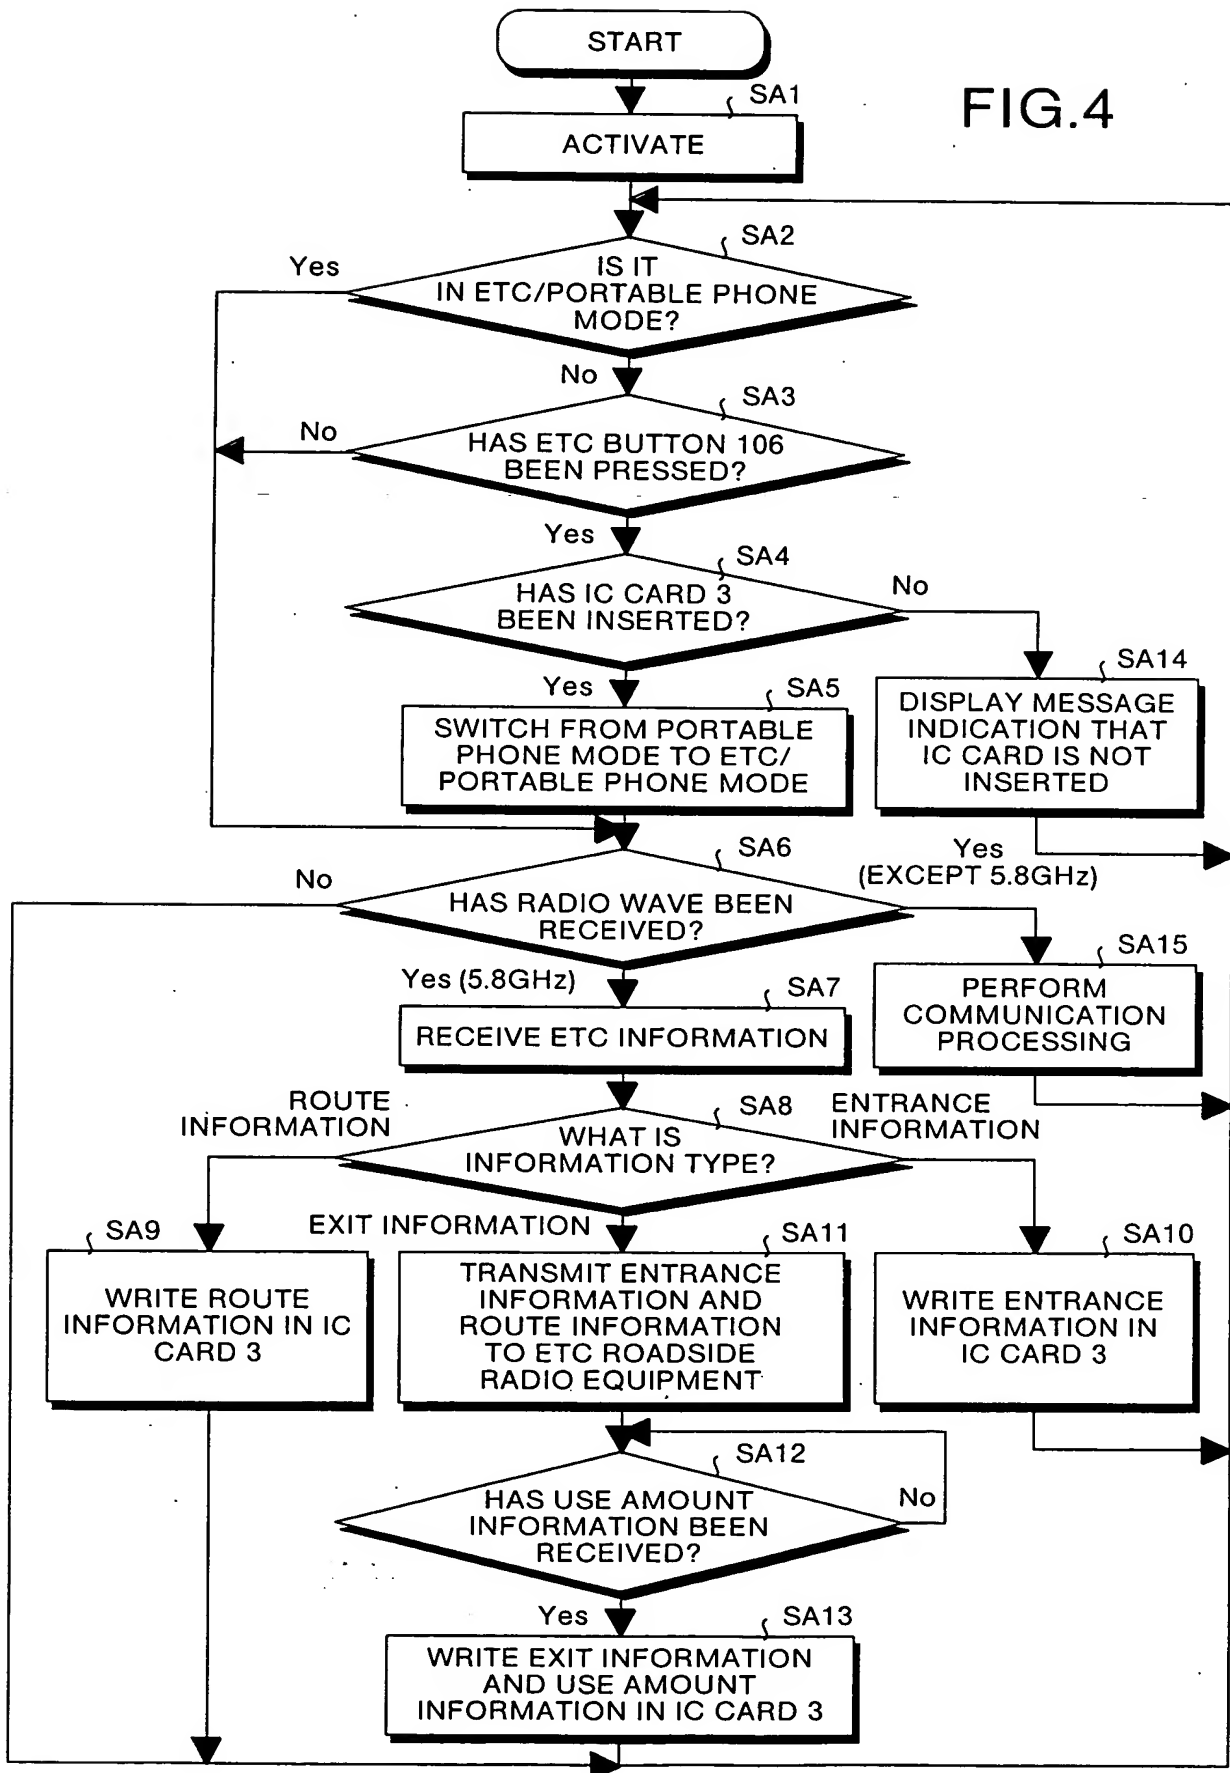 START
FIG.4
SA1
ACTIVATE
SA2
Yes
IS IT
IN ETC/PORTABLE PHONE
MODE?
No
SA3
No
HAS ETC BUTTON 106
BEEN PRESSED?
Yes
SA4
No
HAS IC CARD 3
BEEN INSERTED?
Yes
SA5
SWITCH FROM PORTABLE
PHONE MODE TO ETC/
PORTABLE PHONE MODE
SA14
DISPLAY MESSAGE
INDICATION THAT
IC CARD IS NOT
INSERTED
SA6
No
Yes
(EXCEPT 5.8GHz)
HAS RADIO WAVE BEEN
RECEIVED?
Yes (5.8GHz)
SA7
RECEIVE ETC INFORMATION
SA15
PERFORM
COMMUNICATION
PROCESSING
ROUTE
INFORMATION
SA8
ENTRANCE
INFORMATION
WHAT IS
INFORMATION TYPE?
EXIT INFORMATION
SA9
WRITE ROUTE
INFORMATION IN IC
CARD 3
SA11
TRANSMIT ENTRANCE
INFORMATION AND
ROUTE INFORMATION
TO ETC ROADSIDE
RADIO EQUIPMENT
SA10
WRITE ENTRANCE
INFORMATION IN
IC CARD 3
SA12
HAS USE AMOUNT
INFORMATION BEEN
RECEIVED?
No
Yes
SA13
WRITE EXIT INFORMATION
AND USE AMOUNT
INFORMATION IN IC CARD 3